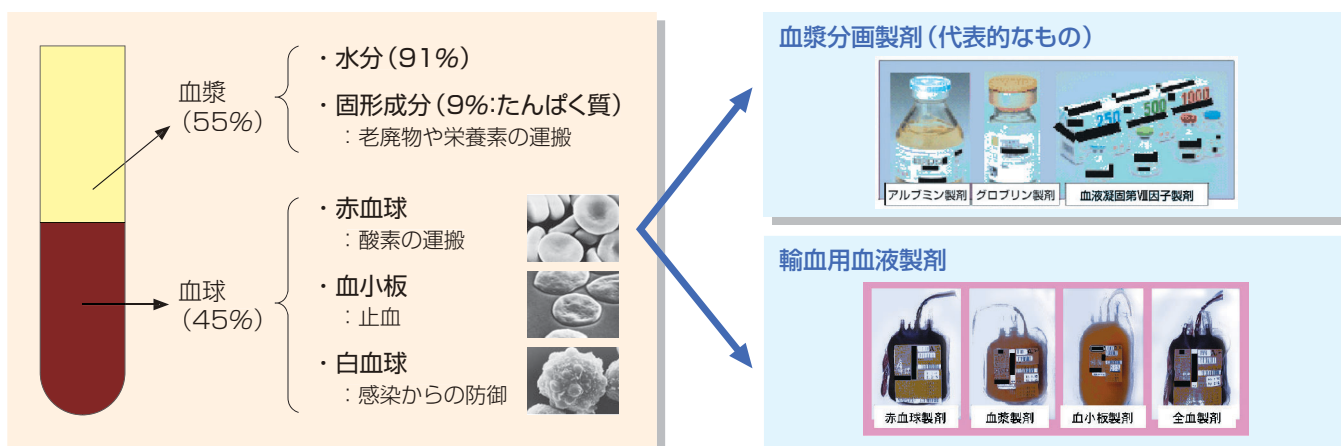 血漿
(55%)
・水分(91%)
・固形成分(9%:たんぱく質)
:老廃物や栄養素の運搬
血球
(45%)
・赤血球
:酸素の運搬
・血小板
:止血
・白血球
:感染からの防御
血漿分画製剤(代表的なもの)
250 500 1000
アルブミン製剤 グロブリン製剤 血液凝固第Ⅷ因子製剤
輸血用血液製剤
赤血球製剤 血漿製剤 血小板製剤 全血製剤